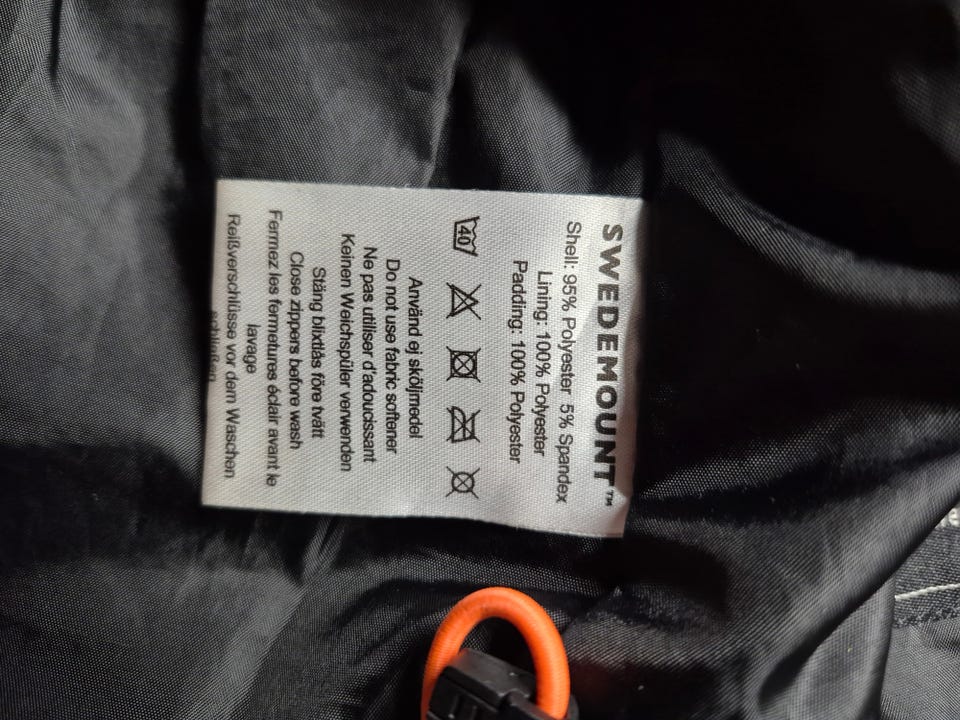 SWEDEMOUNT™
Shell: 95% Polyester 5% Spandex
Lining: 100% Polyester
Padding: 100% Polyester
40
Använd ej sköljmedel
Do not use fabric softener
Ne pas utiliser d'adoucissant
Keinen Weichspüler verwenden
Stäng blixtlås före tvätt
Close zippers before wash
Fermez les fermetures éclair avant le
lavage
Reißverschlüsse vor dem Waschen
schließen